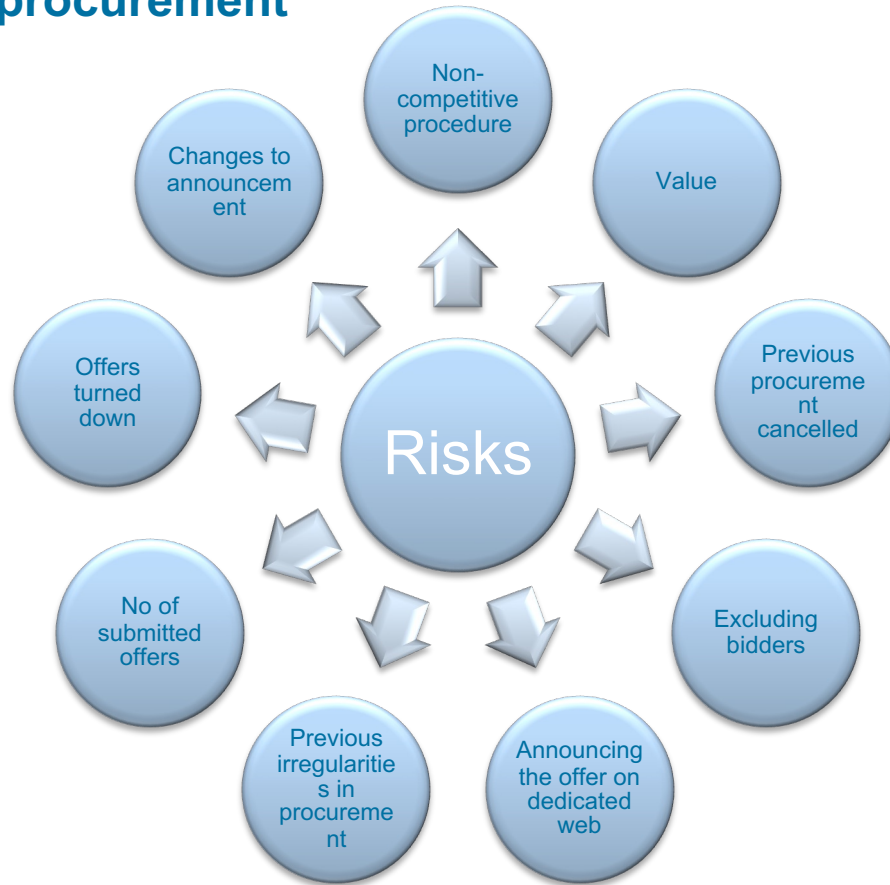 procurement
Non-
competitive
procedure
Value
Previous
procureme
nt
cancelled
Excluding
bidders
Announcing
the offer on
dedicated
web
Previous
irregularitie
s in
procureme
nt
No of
submitted
offers
Offers
turned
down
Changes to
announcem
ent
Risks